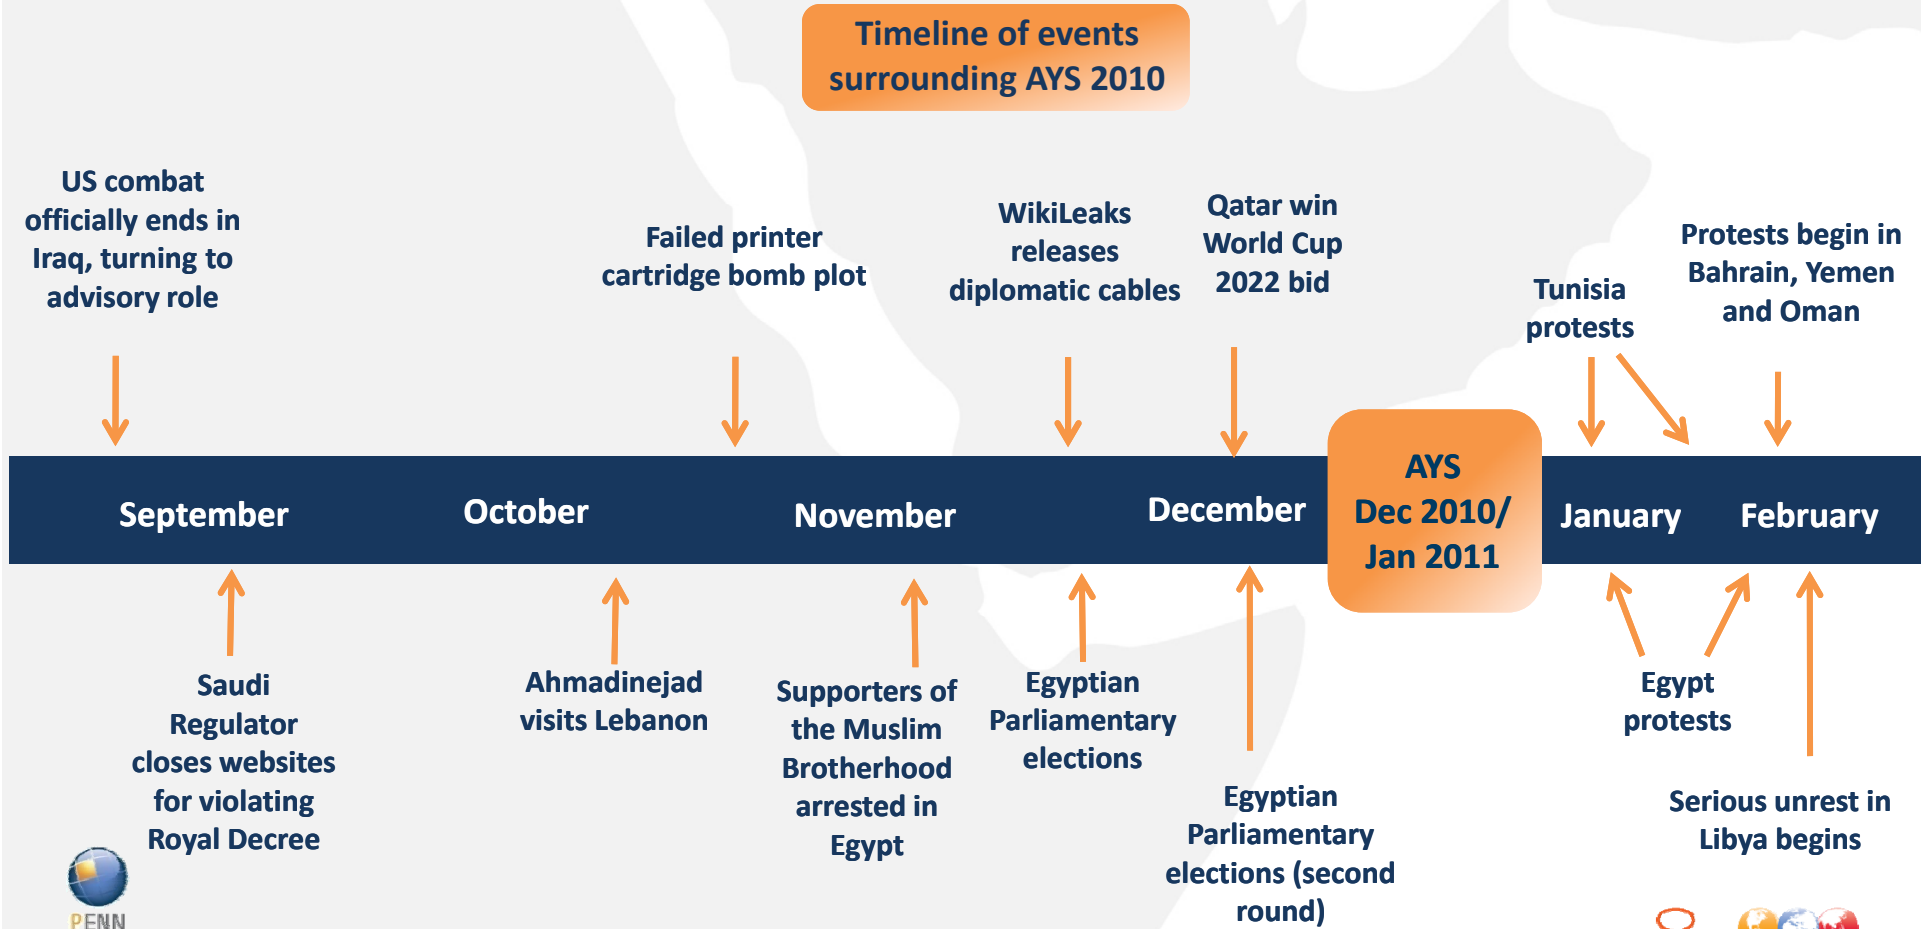 Timeline of events
surrounding AYS 2010
US combat
officially ends in
Iraq, turning to
advisory role
Failed printer
cartridge bomb plot
WikiLeaks
releases
diplomatic cables
Qatar win
World Cup
2022 bid
Tunisia
protests
Protests begin in
Bahrain, Yemen
and Oman
September
October
November
December
AYS
Dec 2010/
Jan 2011
January
February
Saudi
Regulator
closes websites
for violating
Royal Decree
Ahmadinejad
visits Lebanon
Supporters of
the Muslim
Brotherhood
arrested in
Egypt
Egyptian
Parliamentary
elections
Egyptian
Parliamentary
elections (second
round)
Egypt
protests
Serious unrest in
Libya begins
PENN